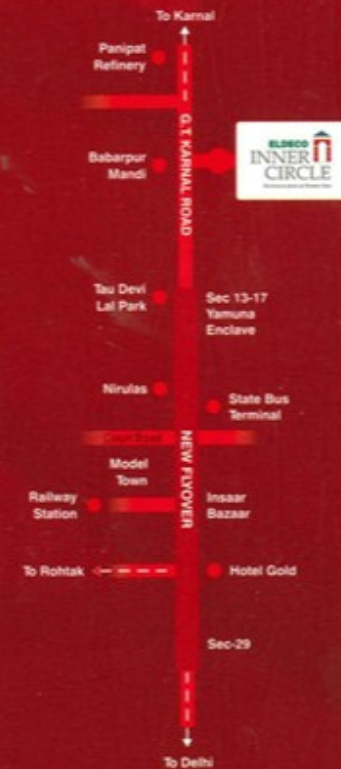 To Karnal
Panipat
Refinery
G.T. KARNAL ROAD
ELDECO
INNER
CIRCLE
Babarpur
Mandi
Tau Devi
Lal Park
Sec 13-17
Yamuna
Enclave
Nirulas
State Bus
Terminal
NEW FLYOVER
Model
Town
Railway
Station
Insaar
Bazaar
To Rohtak
Hotel Gold
Sec-29
To Delhi